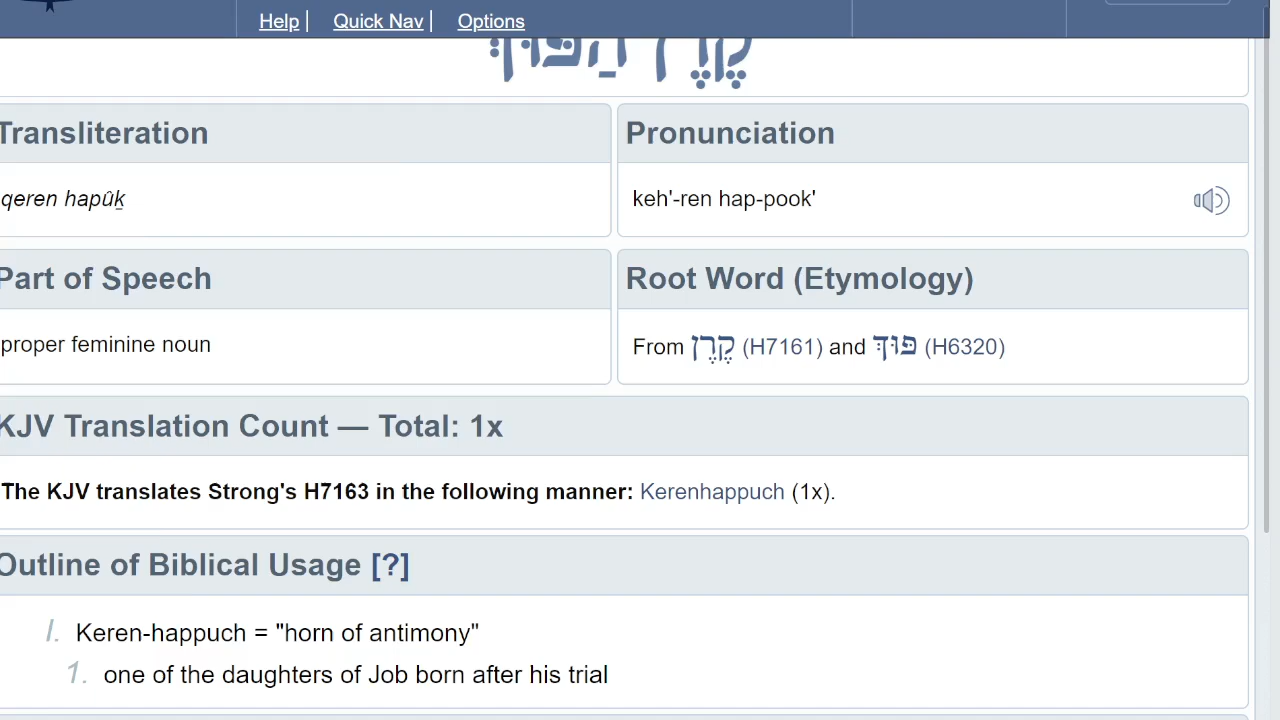 Help | Quick Nav | Options
קֶרֶן הַפּוּךְ
Transliteration
Pronunciation
qeren hapûḵ
keh'-ren hap-pook'
Part of Speech
Root Word (Etymology)
proper feminine noun
From קֶרֶן (H7161) and פּוּךְ (H6320)
KJV Translation Count — Total: 1x
The KJV translates Strong's H7163 in the following manner: Kerenhappuch (1x).
Outline of Biblical Usage [?]
I. Keren-happuch = "horn of antimony"
1. one of the daughters of Job born after his trial